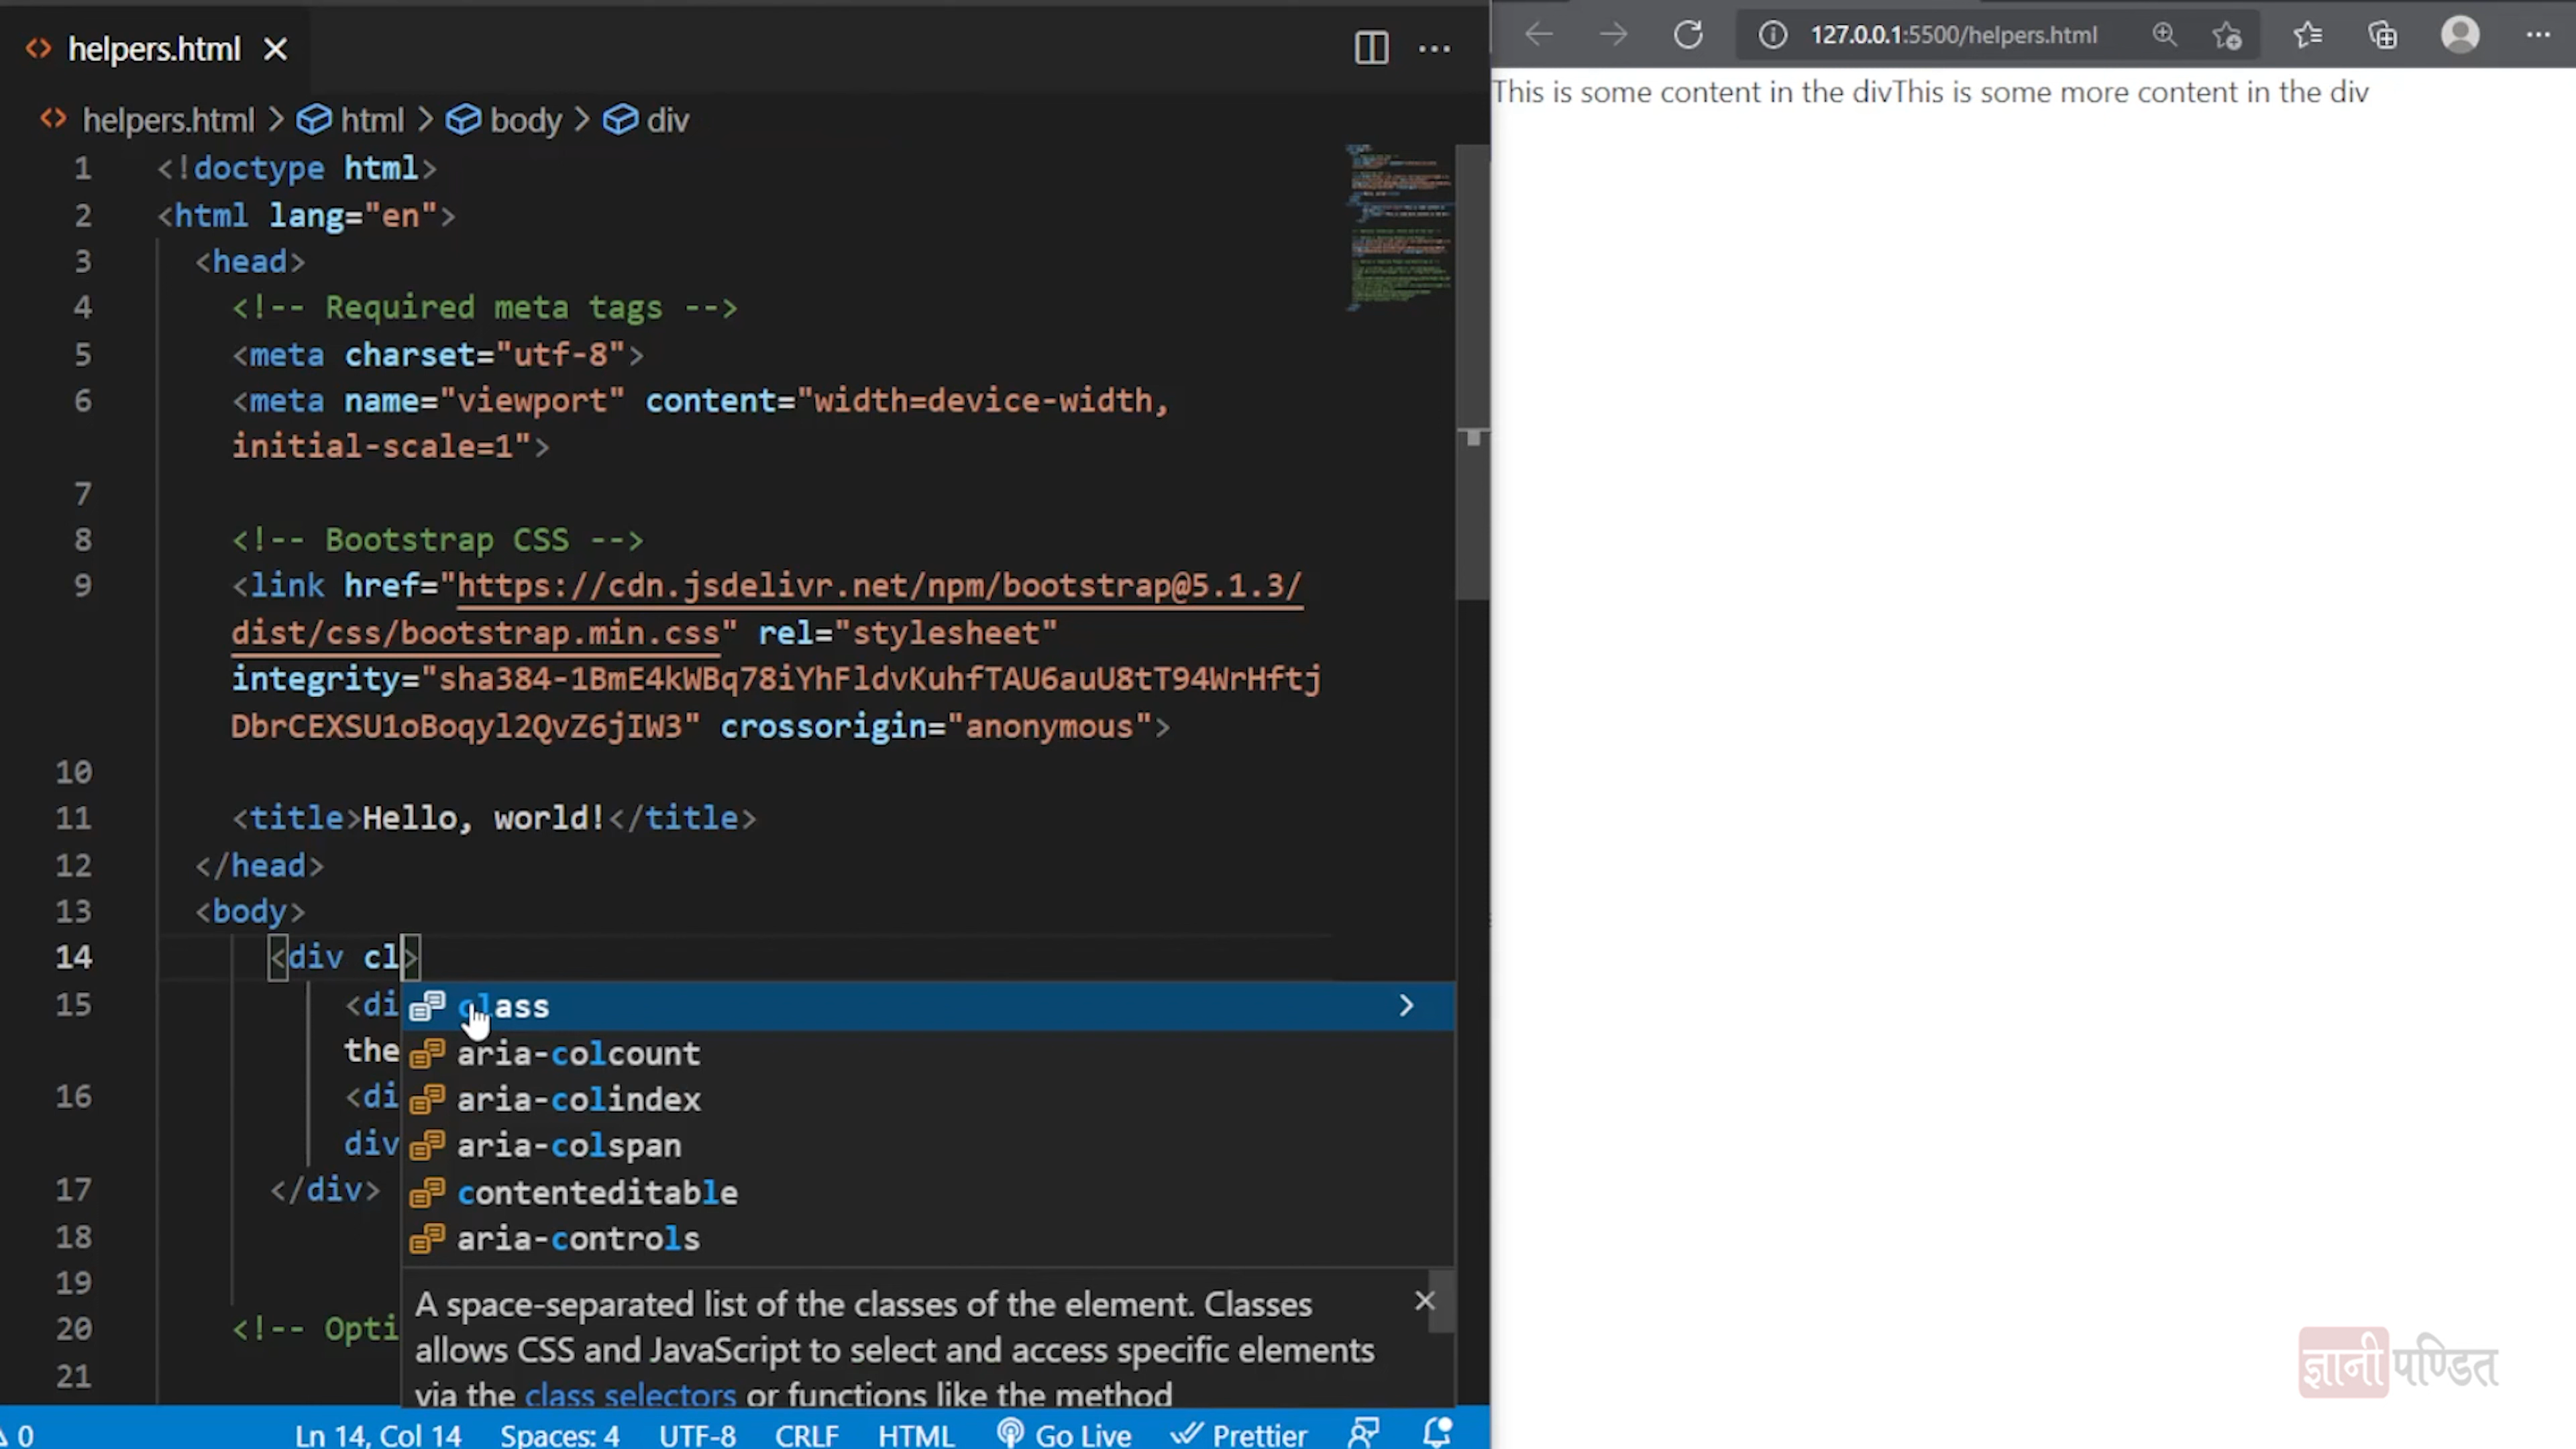 helpers.html
helpers.html > html > body > div
1 <!doctype html>
2 <html lang="en">
3 <head>
4 <!-- Required meta tags -->
5 <meta charset="utf-8">
6 <meta name="viewport" content="width=device-width,
initial-scale=1">
7
8 <!-- Bootstrap CSS -->
9 <link href="https://cdn.jsdelivr.net/npm/bootstrap@5.1.3/
dist/css/bootstrap.min.css" rel="stylesheet"
integrity="sha384-1BmE4kWBq78iYhFldvKuhfTAU6auU8tT94WrHftj
DbrCEXSU1oBoqyl2QvZ6jIW3" crossorigin="anonymous">
10
11 <title>Hello, world!</title>
12 </head>
13 <body>
14 <div cl>
15 <di
the
16 <di
div
17 </div>
18
19
20 <!-- Opti
21
class
aria-colcount
aria-colindex
aria-colspan
contenteditable
aria-controls
A space-separated list of the classes of the element. Classes
allows CSS and JavaScript to select and access specific elements
via the class selectors or functions like the method
0 Ln 14, Col 14 Spaces: 4 UTF-8 CRLF HTML Go Live Prettier
127.0.0.1:5500/helpers.html
This is some content in the divThis is some more content in the div
ज्ञानी पण्डित